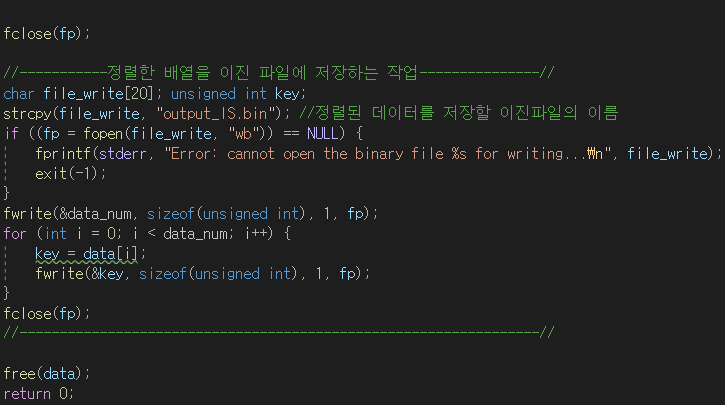 fclose(fp);
//-----------정렬한 배열을 이진 파일에 저장하는 작업---------------//
char file_write[20]; unsigned int key;
strcpy(file_write, "output_IS.bin"); //정렬된 데이터를 저장할 이진파일의 이름
if ((fp = fopen(file_write, "wb")) == NULL) {
fprintf(stderr, "Error: cannot open the binary file %s for writing...₩n", file_write);
exit(-1);
}
fwrite(&data_num, sizeof(unsigned int), 1, fp);
for (int i = 0; i < data_num; i++) {
key = data[i];
fwrite(&key, sizeof(unsigned int), 1, fp);
}
fclose(fp);
//-----------------------------------------------------------------//
free(data);
return 0;